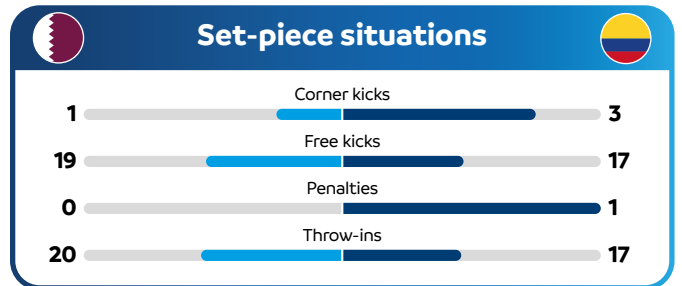 Set-piece situations
Corner kicks
1 3
Free kicks
19 17
Penalties
0 1
Throw-ins
20 17